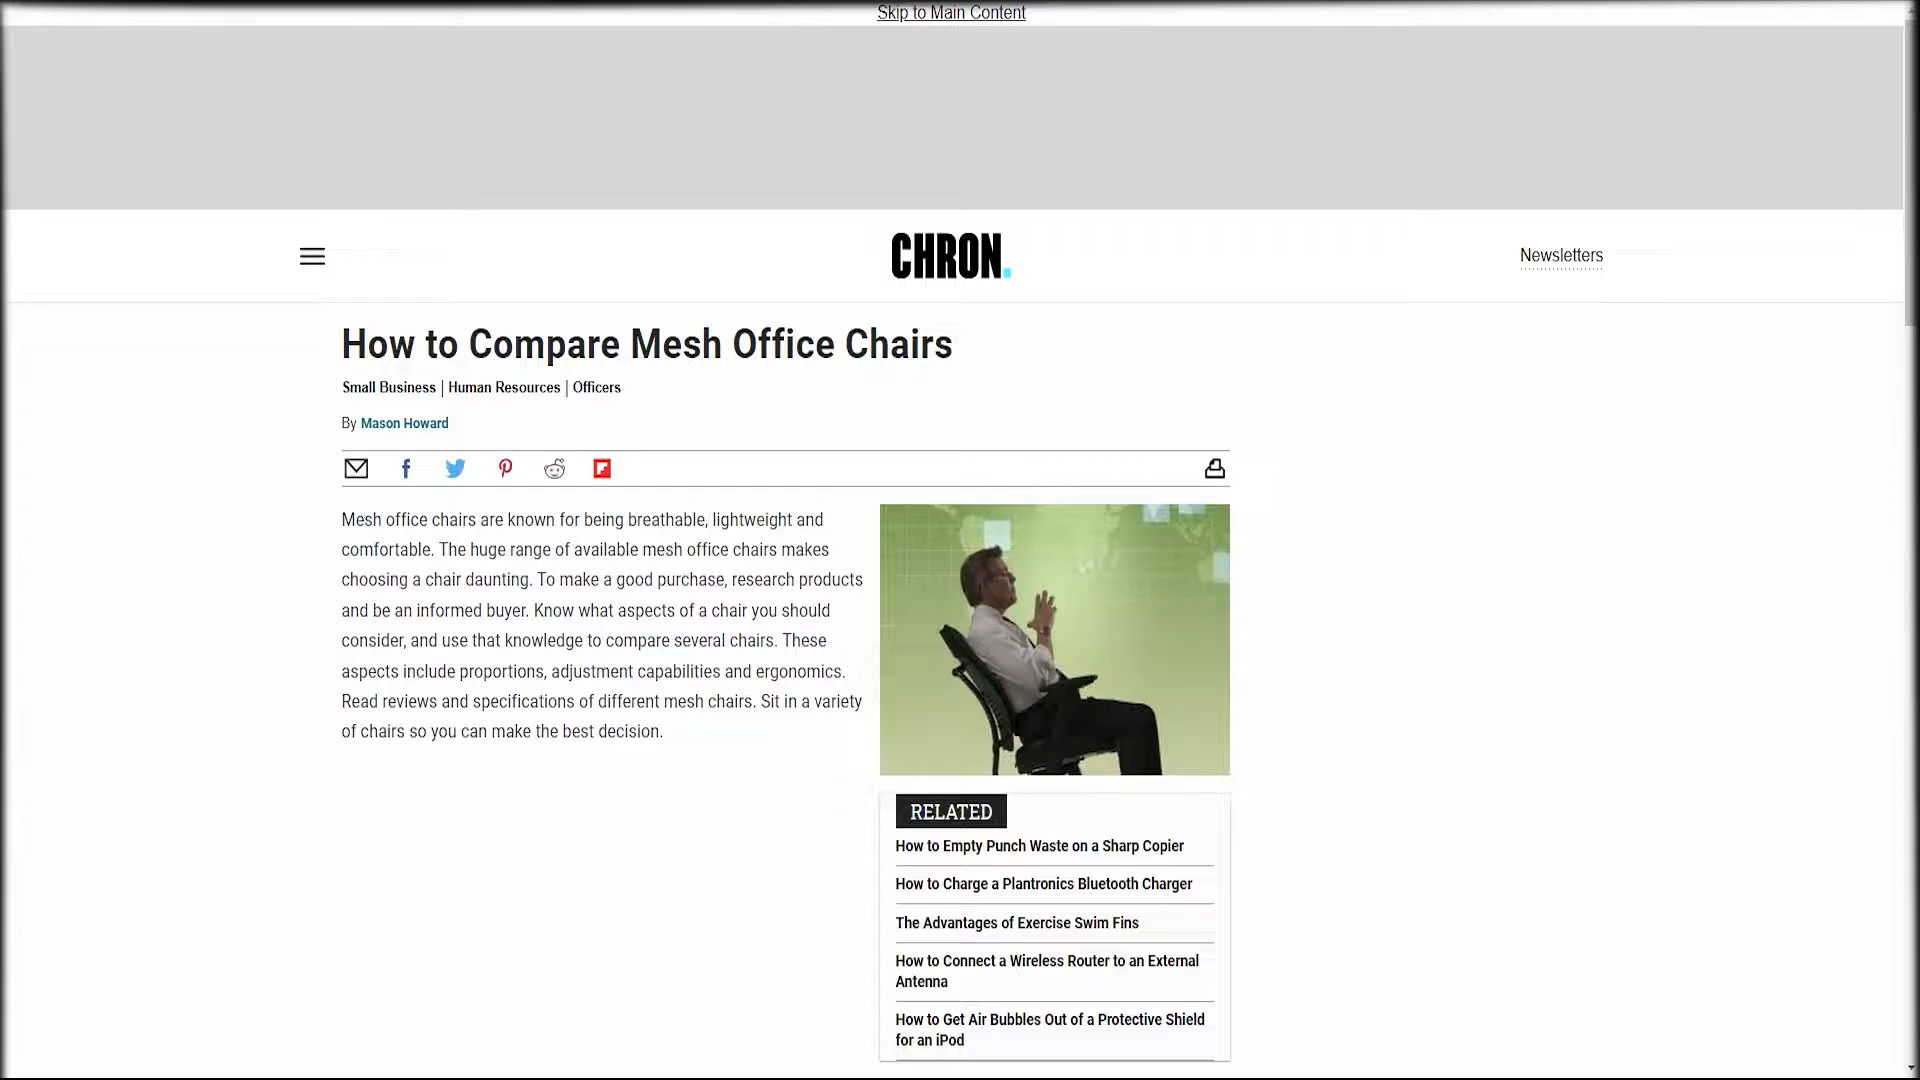 Skip to Main Content
CHRON.
Newsletters
How to Compare Mesh Office Chairs
Small Business | Human Resources | Officers
By Mason Howard
Mesh office chairs are known for being breathable, lightweight and
comfortable. The huge range of available mesh office chairs makes
choosing a chair daunting. To make a good purchase, research products
and be an informed buyer. Know what aspects of a chair you should
consider, and use that knowledge to compare several chairs. These
aspects include proportions, adjustment capabilities and ergonomics.
Read reviews and specifications of different mesh chairs. Sit in a variety
of chairs so you can make the best decision.
RELATED
How to Empty Punch Waste on a Sharp Copier
How to Charge a Plantronics Bluetooth Charger
The Advantages of Exercise Swim Fins
How to Connect a Wireless Router to an External
Antenna
How to Get Air Bubbles Out of a Protective Shield
for an iPod